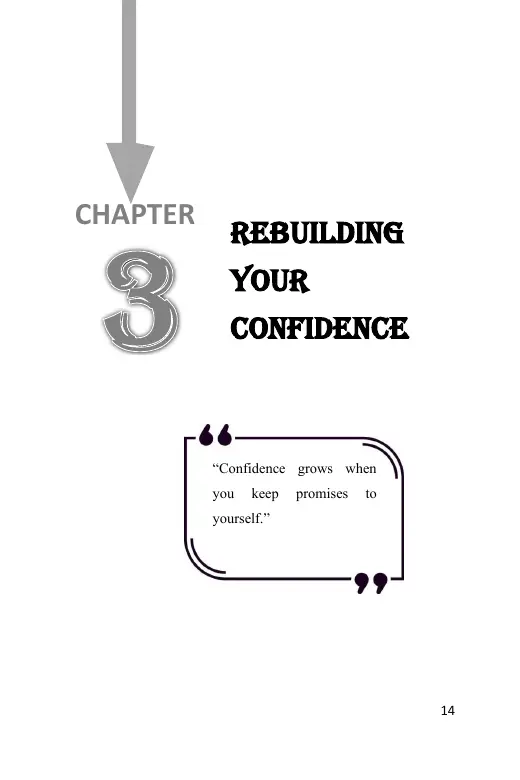 CHAPTER
3
REBUILDING
YOUR
CONFIDENCE
“Confidence grows when
you keep promises to
yourself.”
14